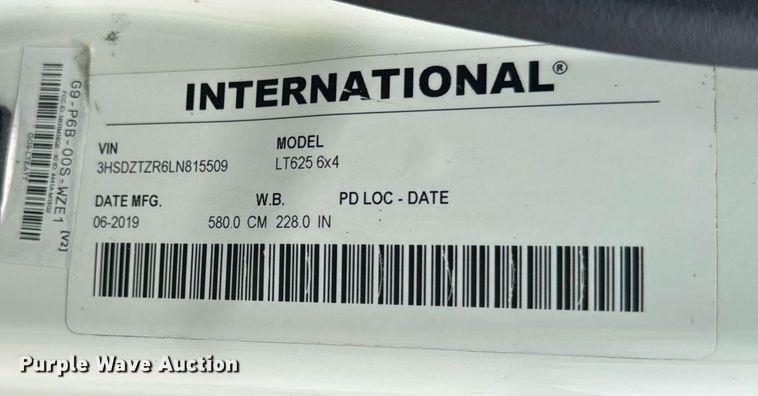 INTERNATIONAL®
VIN
3HSDZTZR6LN815509
MODEL
LT625 6x4
DATE MFG.
06-2019
W.B.
580.0 CM 228.0 IN
PD LOC - DATE
G9-P6B-00S-WZE1 [V2]
Purple Wave Auction